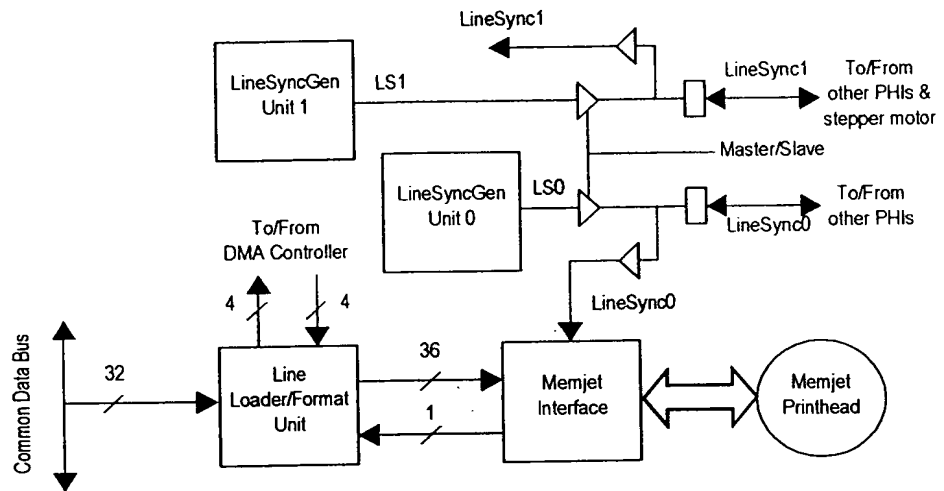 LineSync1
LineSyncGen
Unit 1
LS1
LineSync1
To/From
other PHIs &
stepper motor
Master/Slave
LineSyncGen
Unit 0
LS0
To/From
other PHIs
LineSync0
To/From
DMA Controller
4
4
LineSync0
Common Data Bus
32
Line
Loader/Format
Unit
36
1
Memjet
Interface
Memjet
Printhead